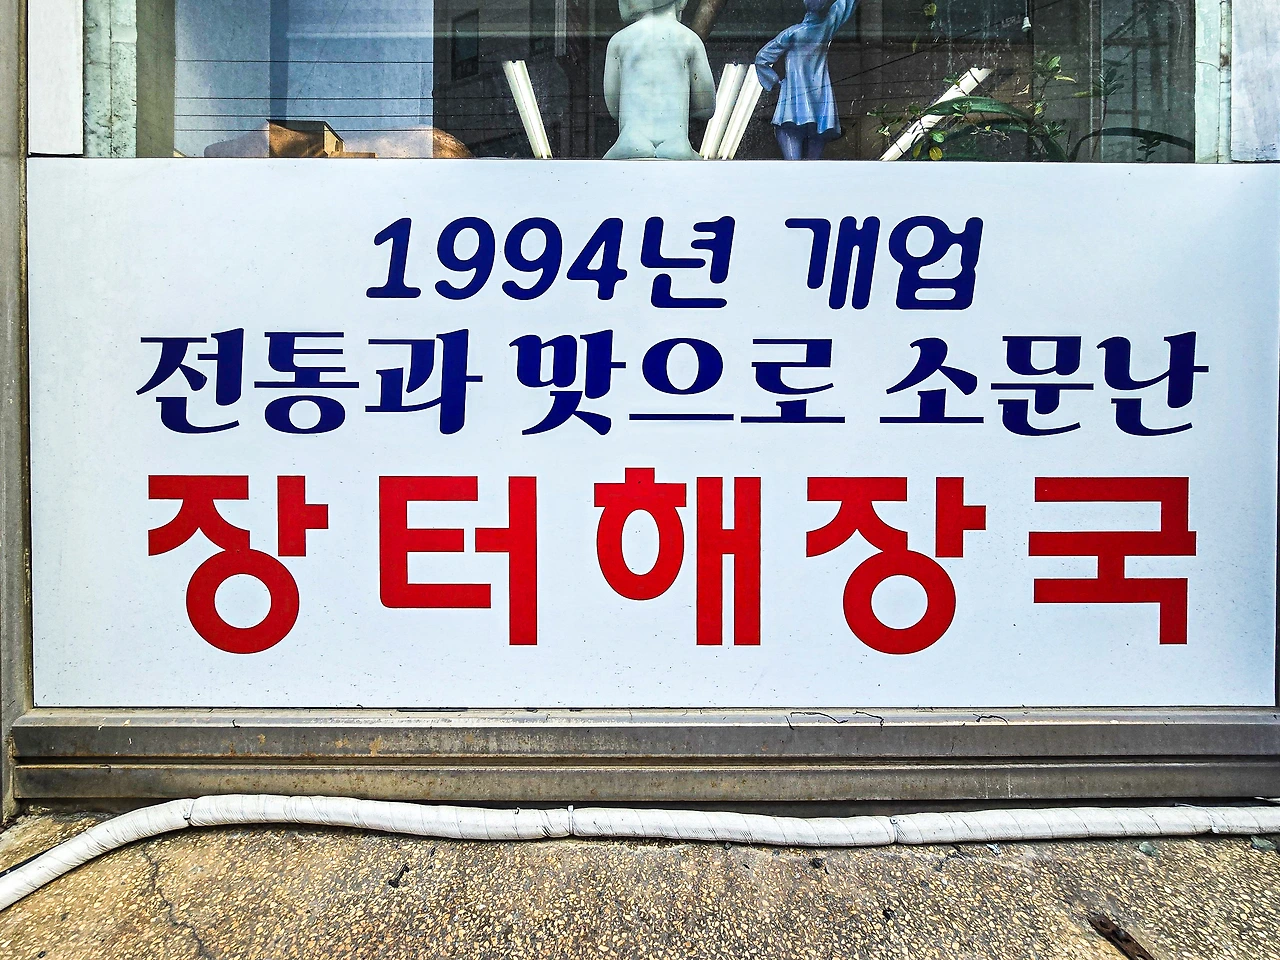 1994년 개업
전통과 맛으로 소문난
장터해장국